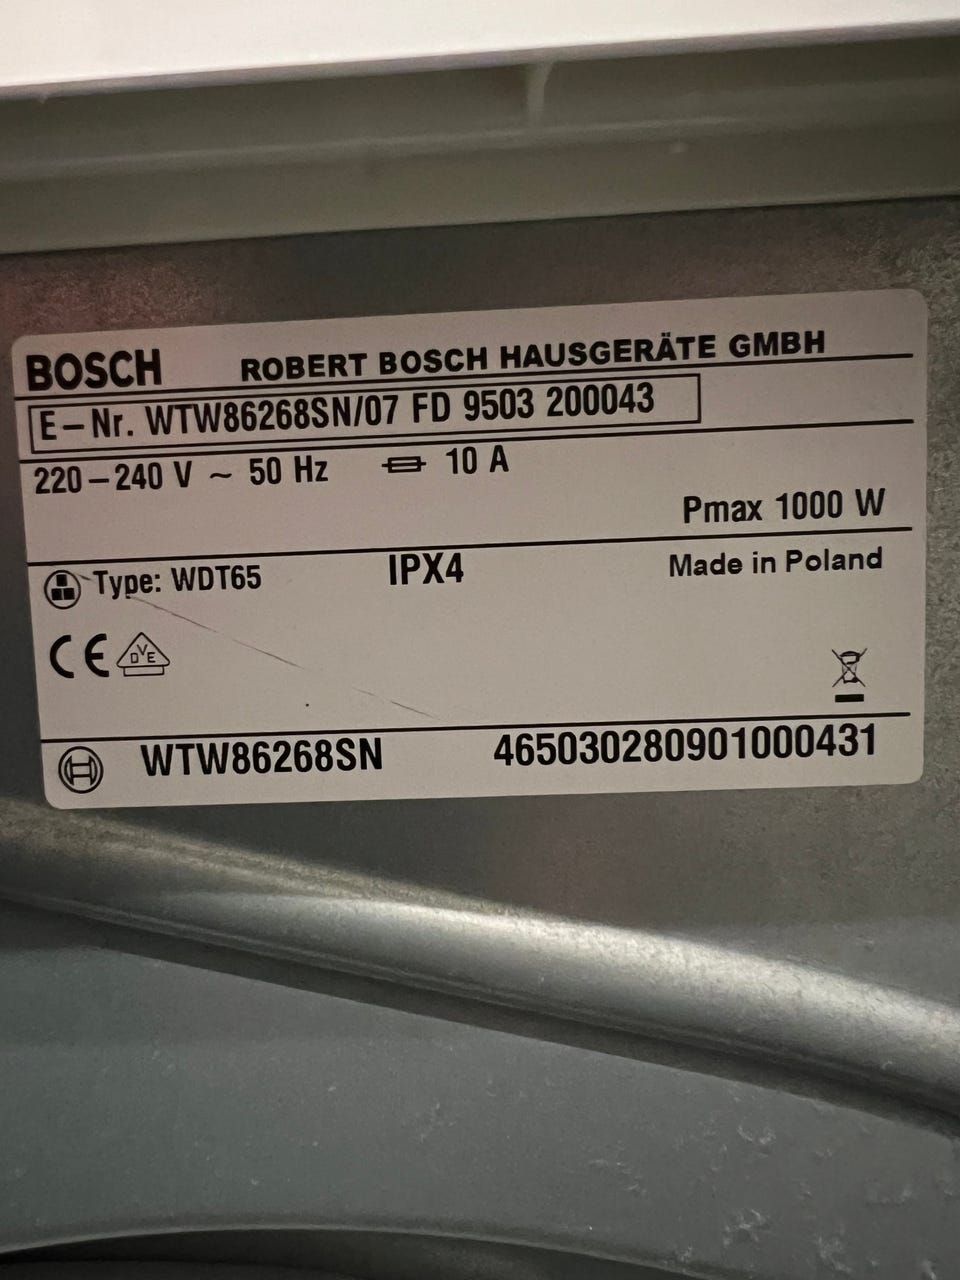 BOSCH ROBERT BOSCH HAUSGERÄTE GMBH
E-Nr. WTW86268SN/07 FD 9503 200043
220-240 V ~ 50 Hz 10 A
Pmax 1000 W
Type: WDT65 IPX4 Made in Poland
CE DVE
WTW86268SN 465030280901000431